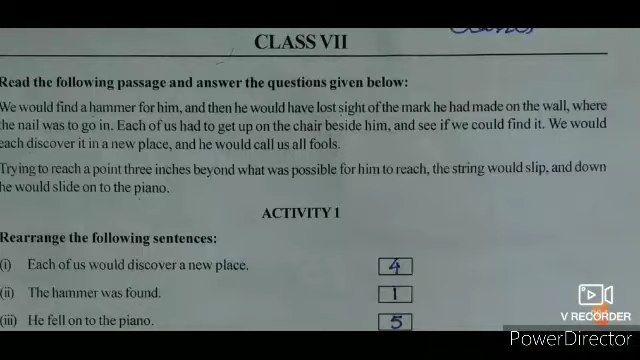 CLASS VII
Read the following passage and answer the questions given below:
We would find a hammer for him, and then he would have lost sight of the mark he had made on the wall, where
the nail was to go in. Each of us had to get up on the chair beside him, and see if we could find it. We would
each discover it in a new place, and he would call us all fools.
Trying to reach a point three inches beyond what was possible for him to reach, the string would slip, and down
he would slide on to the piano.
ACTIVITY 1
Rearrange the following sentences:
(i) Each of us would discover a new place. 4
(ii) The hammer was found. 1
(iii) He fell on to the piano. 5
V RECORDER
PowerDirector